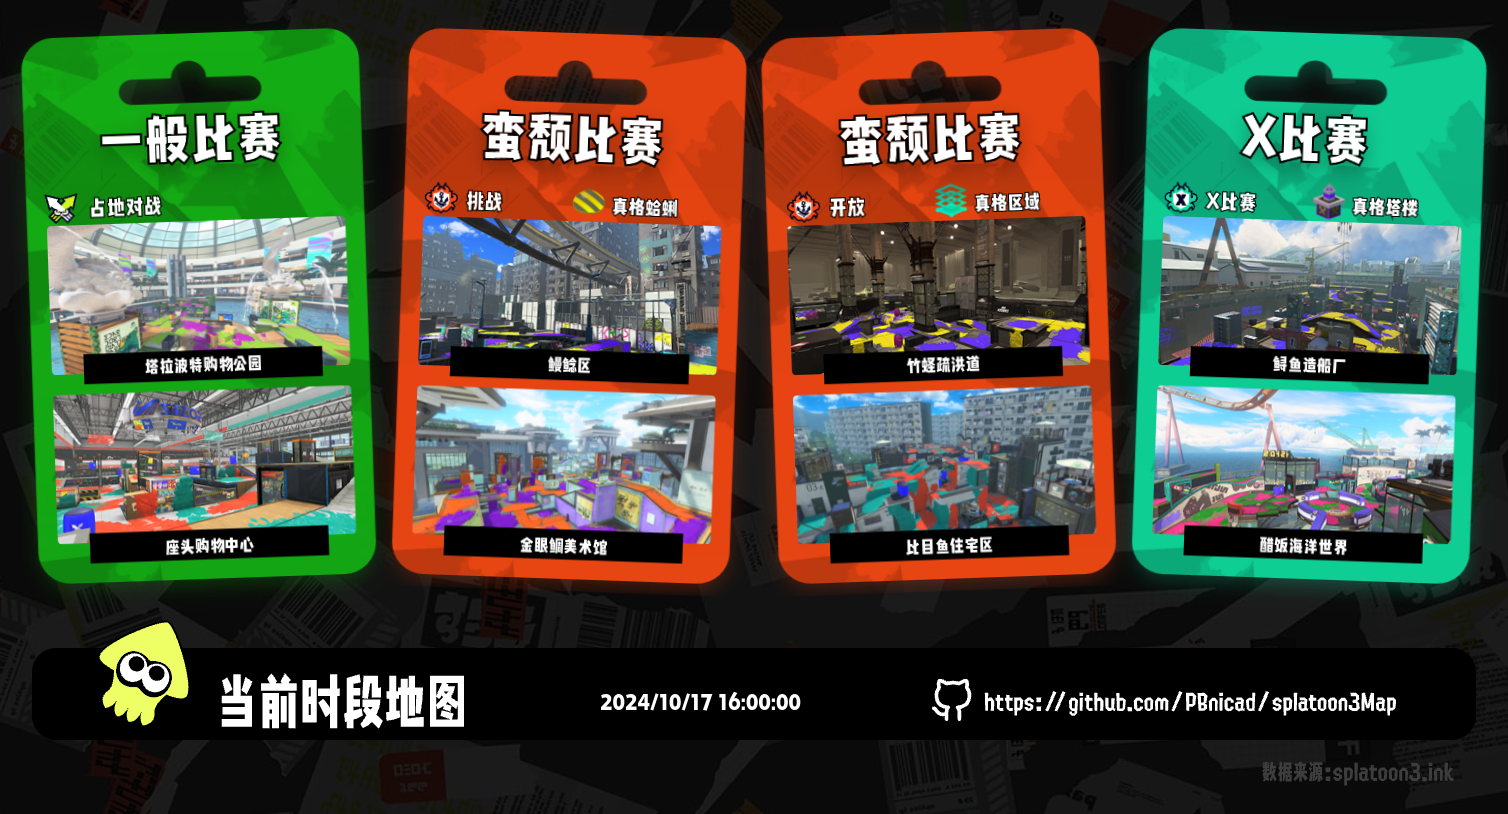 一般比赛
占地对战
塔拉波特购物公园
座头购物中心
蛮颓比赛
挑战
真格蛤蜊
鳗鲶区
金眼鲷美术馆
蛮颓比赛
开放
真格区域
竹蛏疏洪道
比目鱼住宅区
X比赛
X比赛
真格塔楼
鲟鱼造船厂
醋饭海洋世界
当前时段地图
2024/10/17 16:00:00
https://github.com/PBnicad/splatoon3Map
数据来源:splatoon3.ink